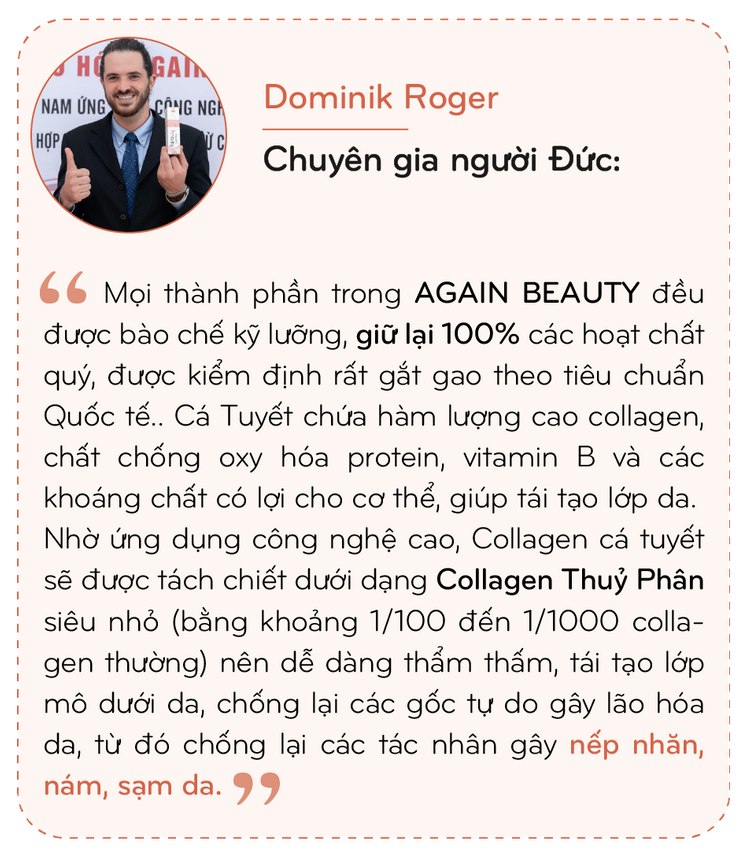 NAM ỨNG
Dominik Roger
Chuyên gia người Đức:
“ Mọi thành phần trong AGAIN BEAUTY đều
được bào chế kỹ lưỡng, giữ lại 100% các hoạt chất
quý, được kiểm định rất gắt gao theo tiêu chuẩn
Quốc tế.. Cá Tuyết chứa hàm lượng cao collagen,
chất chống oxy hóa protein, vitamin B và các
khoáng chất có lợi cho cơ thể, giúp tái tạo lớp da.
Nhờ ứng dụng công nghệ cao, Collagen cá tuyết
sẽ được tách chiết dưới dạng Collagen Thuỷ Phân
siêu nhỏ (bằng khoảng 1/100 đến 1/1000 colla-
gen thường) nên dễ dàng thẩm thấm, tái tạo lớp
mô dưới da, chống lại các gốc tự do gây lão hóa
da, từ đó chống lại các tác nhân gây nếp nhăn,
nám, sạm da. ”